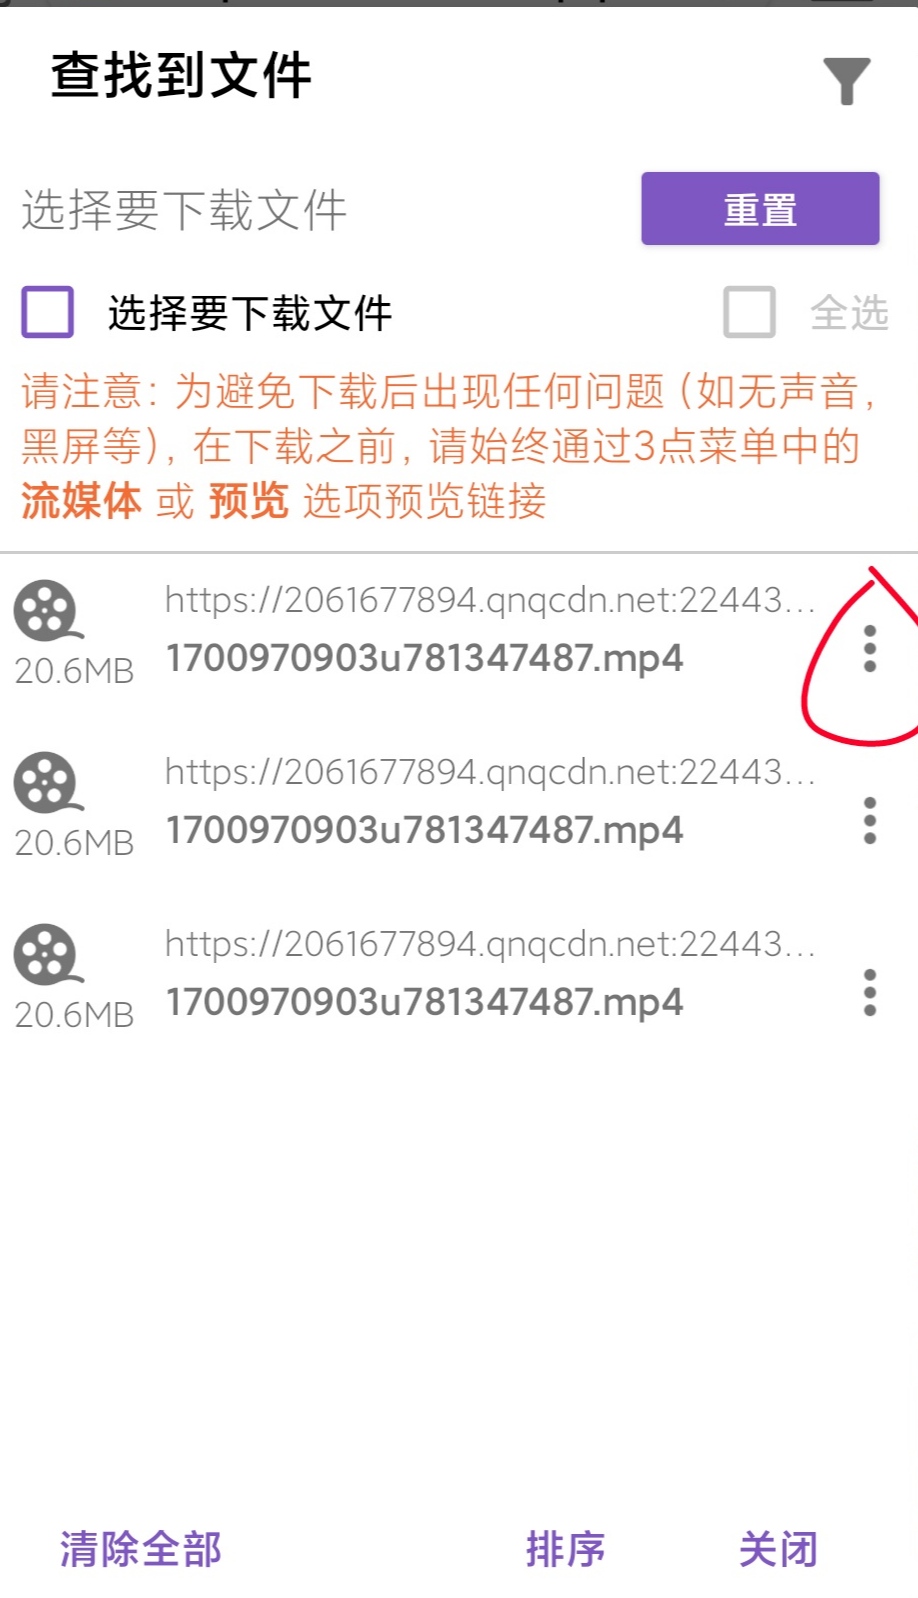 查找到文件
选择要下载文件 重置
选择要下载文件 全选
请注意：为避免下载后出现任何问题（如无声音，
黑屏等），在下载之前，请始终通过3点菜单中的
流媒体 或 预览 选项预览链接
https://2061677894.qnqcdn.net:22443...
20.6MB 1700970903u781347487.mp4
https://2061677894.qnqcdn.net:22443...
20.6MB 1700970903u781347487.mp4
https://2061677894.qnqcdn.net:22443...
20.6MB 1700970903u781347487.mp4
清除全部 排序 关闭